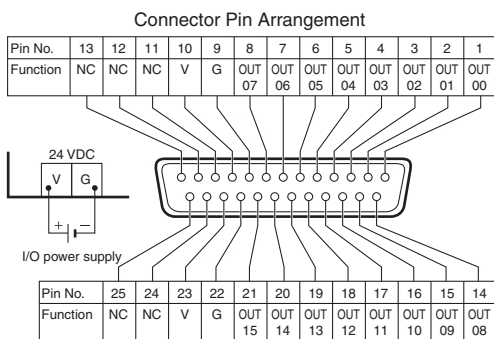 Connector Pin Arrangement
Pin No. 13 12 11 10 9 8 7 6 5 4 3 2 1
Function NC NC NC V G OUT 07 OUT 06 OUT 05 OUT 04 OUT 03 OUT 02 OUT 01 OUT 00
24 VDC
V G
+ −
I/O power supply
Pin No. 25 24 23 22 21 20 19 18 17 16 15 14
Function NC NC V G OUT 15 OUT 14 OUT 13 OUT 12 OUT 11 OUT 10 OUT 09 OUT 08